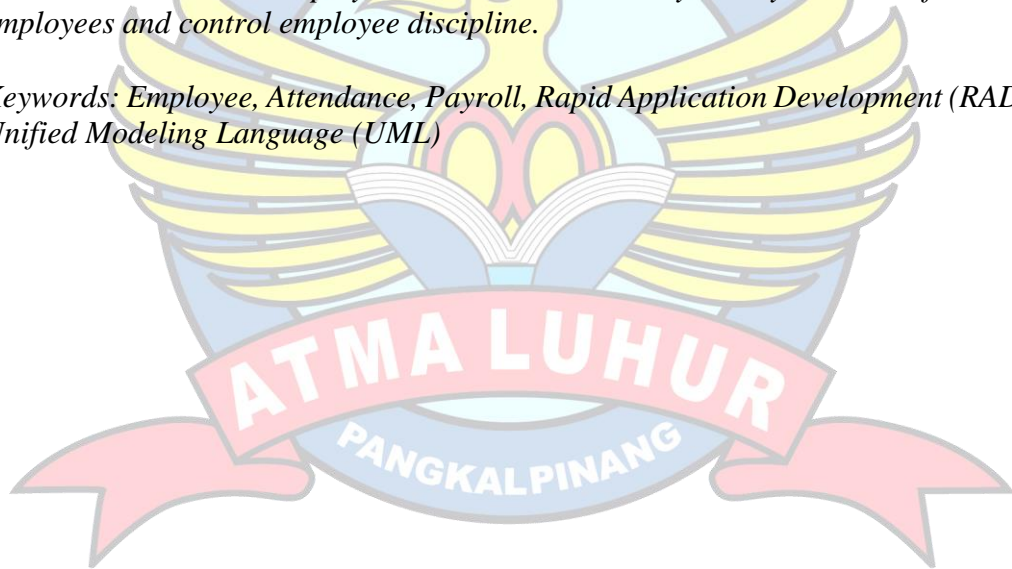 mployees and control employee discipline.
Keywords: Employee, Attendance, Payroll, Rapid Application Development (RAD
Unified Modeling Language (UML)
ATMA LUHUR
PANGKALPINANG